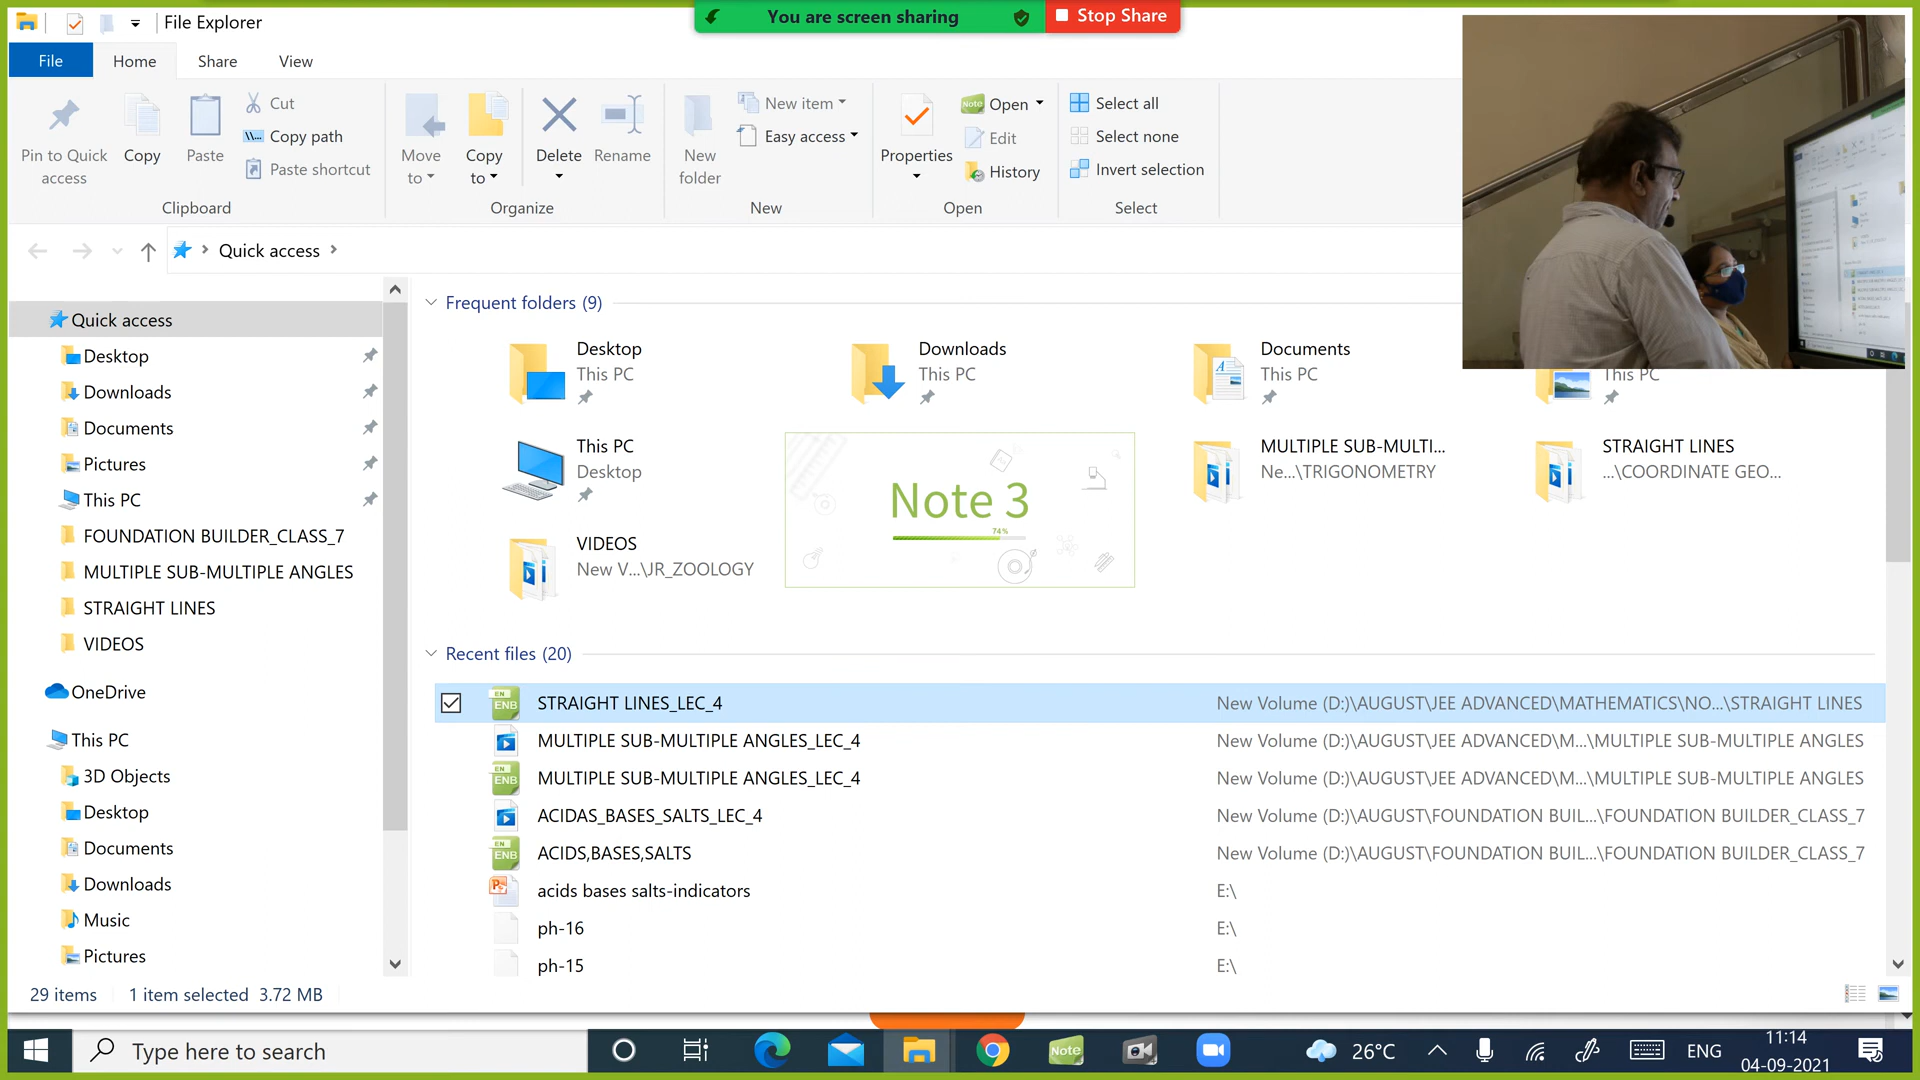 File Explorer
You are screen sharing
Stop Share
File
Home
Share
View
Pin to Quick access
Copy
Paste
Cut
Copy path
Paste shortcut
Clipboard
Move to
Copy to
Delete
Rename
Organize
New folder
New item
Easy access
New
Properties
Open
Edit
History
Open
Select all
Select none
Invert selection
Select
Quick access
Quick access
Desktop
Downloads
Documents
Pictures
This PC
FOUNDATION BUILDER_CLASS_7
MULTIPLE SUB-MULTIPLE ANGLES
STRAIGHT LINES
VIDEOS
OneDrive
This PC
3D Objects
Desktop
Documents
Downloads
Music
Pictures
Frequent folders (9)
Desktop
This PC
Downloads
This PC
Documents
This PC
This PC
This PC
Desktop
Note 3
74%
MULTIPLE SUB-MULTI...
Ne...\TRIGONOMETRY
STRAIGHT LINES
...\COORDINATE GEO...
VIDEOS
New V...\JR_ZOOLOGY
Recent files (20)
STRAIGHT LINES_LEC_4 New Volume (D:)\AUGUST\JEE ADVANCED\MATHEMATICS\NO...\STRAIGHT LINES
MULTIPLE SUB-MULTIPLE ANGLES_LEC_4 New Volume (D:)\AUGUST\JEE ADVANCED\M...\MULTIPLE SUB-MULTIPLE ANGLES
MULTIPLE SUB-MULTIPLE ANGLES_LEC_4 New Volume (D:)\AUGUST\JEE ADVANCED\M...\MULTIPLE SUB-MULTIPLE ANGLES
ACIDAS_BASES_SALTS_LEC_4 New Volume (D:)\AUGUST\FOUNDATION BUIL...\FOUNDATION BUILDER_CLASS_7
ACIDS,BASES,SALTS New Volume (D:)\AUGUST\FOUNDATION BUIL...\FOUNDATION BUILDER_CLASS_7
acids bases salts-indicators E:\
ph-16 E:\
ph-15 E:\
29 items 1 item selected 3.72 MB
Type here to search
Note
26°C
ENG
11:14
04-09-2021